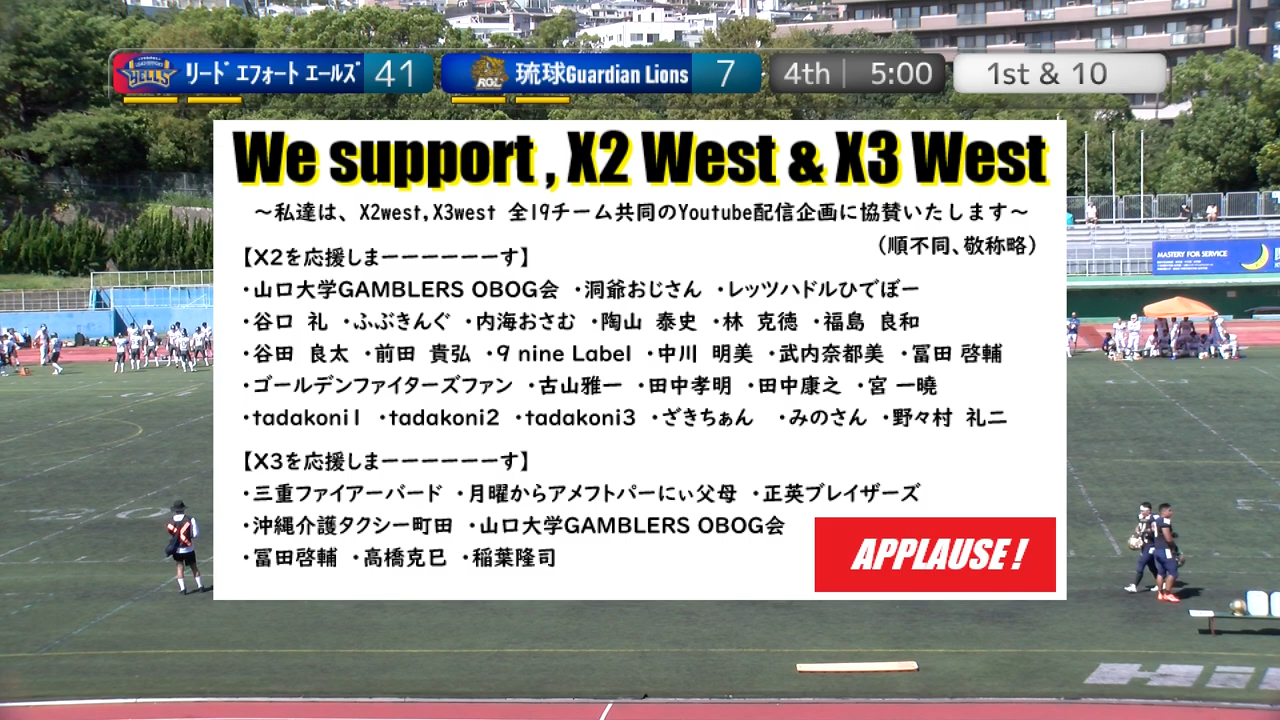 リード エフォート エールズ 41 琉球Guardian Lions 7 4th 5:00 1st & 10
We support , X2 West & X3 West
～私達は、X2west,X3west 全19チーム共同のYoutube配信企画に協賛いたします～
（順不同、敬称略）
【X2を応援しまーーーーーーす】
・山口大学GAMBLERS OBOG会 ・洞爺おじさん ・レッツハドルひでぼー
・谷口 礼 ・ふぶきんぐ ・内海おさむ ・陶山 泰史 ・林 克徳 ・福島 良和
・谷田 良太 ・前田 貴弘 ・9 nine Label ・中川 明美 ・武内奈都美 ・冨田 啓輔
・ゴールデンファイターズファン ・古山雅一 ・田中孝明 ・田中康之 ・宮 一暁
・tadakoni1 ・tadakoni2 ・tadakoni3 ・ざきちぁん ・みのさん ・野々村 礼二
【X3を応援しまーーーーーーす】
・三重ファイアーバード ・月曜からアメフトパーにぃ父母 ・正英ブレイザーズ
・沖縄介護タクシー町田 ・山口大学GAMBLERS OBOG会
・冨田啓輔 ・高橋克巳 ・稲葉隆司
APPLAUSE!
MASTERY FOR SERVICE